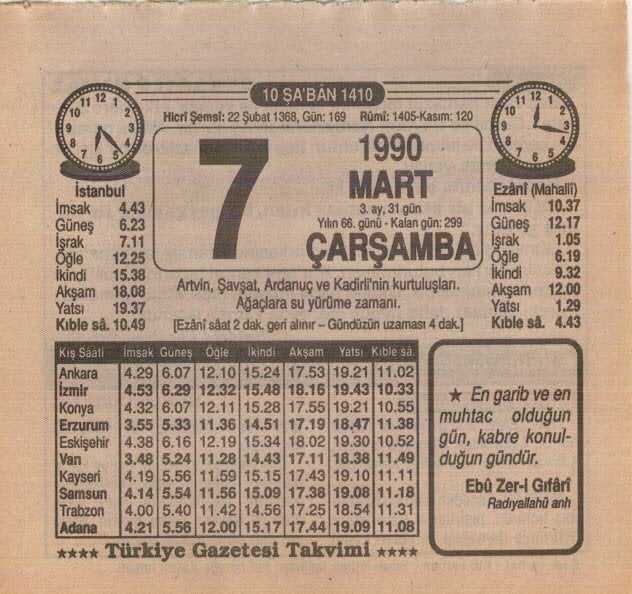 10 ŞA'BÂN 1410
Hicrî Şemsî: 22 Şubat 1368, Gün: 169 Rûmî: 1405-Kasım: 120
7
1990
MART
3. ay, 31 gün
Yılın 66. günü - Kalan gün: 299
ÇARŞAMBA
İstanbul
İmsak 4.43
Güneş 6.23
İşrak 7.11
Öğle 12.25
İkindi 15.38
Akşam 18.08
Yatsı 19.37
Kıble sâ. 10.49
Ezânî (Mahallî)
İmsak 10.37
Güneş 12.17
İşrak 1.05
Öğle 6.19
İkindi 9.32
Akşam 12.00
Yatsı 1.29
Kıble sâ. 4.43
Artvin, Şavşat, Ardanuç ve Kadirli'nin kurtuluşları.
Ağaçlara su yürüme zamanı.
[Ezânî sâat 2 dak. geri alınır – Gündüzün uzaması 4 dak.]
Kış Sâati İmsak Güneş Öğle İkindi Akşam Yatsı Kıble sâ.
Ankara 4.29 6.07 12.10 15.24 17.53 19.21 11.02
İzmir 4.53 6.29 12.32 15.48 18.16 19.43 10.33
Konya 4.32 6.07 12.11 15.28 17.55 19.21 10.55
Erzurum 3.55 5.33 11.36 14.51 17.19 18.47 11.38
Eskişehir 4.38 6.16 12.19 15.34 18.02 19.30 10.52
Van 3.48 5.24 11.28 14.43 17.11 18.38 11.49
Kayseri 4.19 5.56 11.59 15.15 17.43 19.10 11.11
Samsun 4.14 5.54 11.56 15.09 17.38 19.08 11.18
Trabzon 4.00 5.40 11.42 14.56 17.25 18.54 11.31
Adana 4.21 5.56 12.00 15.17 17.44 19.09 11.08
★ En garib ve en
muhtac olduğun
gün, kabre konul-
duğun gündür.
Ebû Zer-i Gıfârî
Radıyallahü anh
★★★★ Türkiye Gazetesi Takvimi ★★★★